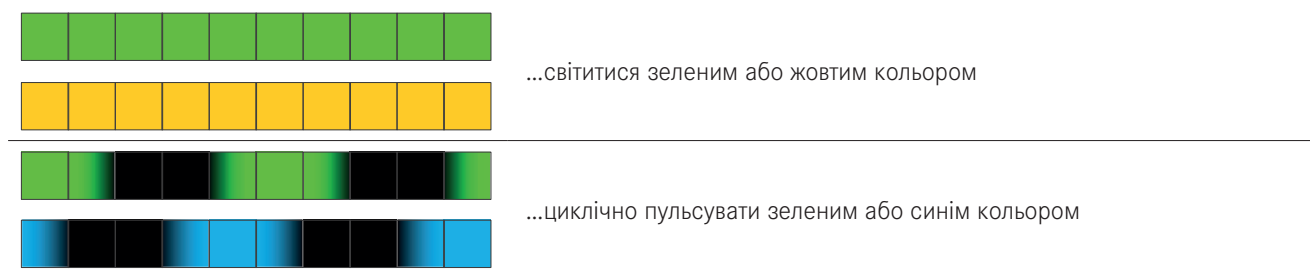 ...світитися зеленим або жовтим кольором
...циклічно пульсувати зеленим або синім кольором